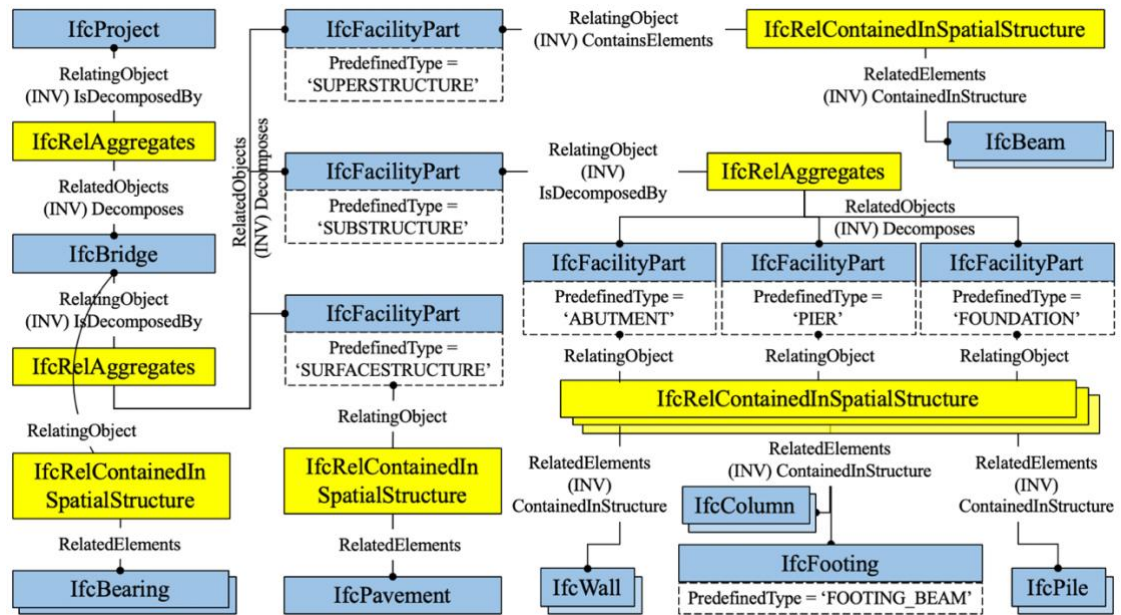 IfcProject
RelatingObject
(INV) IsDecomposedBy
IfcRelAggregates
RelatedObjects
(INV) Decomposes
IfcBridge
RelatingObject
(INV) IsDecomposedBy
IfcRelAggregates
RelatingObject
IfcRelContainedIn
SpatialStructure
RelatedElements
IfcBearing
RelatedObjects
(INV) Decomposes
IfcFacilityPart
PredefinedType =
‘SUPERSTRUCTURE’
RelatingObject
(INV) ContainsElements
IfcRelContainedInSpatialStructure
RelatedElements
(INV) ContainedInStructure
IfcBeam
IfcFacilityPart
PredefinedType =
‘SUBSTRUCTURE’
RelatingObject
(INV)
IsDecomposedBy
IfcRelAggregates
RelatedObjects
(INV) Decomposes
IfcFacilityPart
PredefinedType =
‘ABUTMENT’
IfcFacilityPart
PredefinedType =
‘PIER’
IfcFacilityPart
PredefinedType =
‘FOUNDATION’
RelatingObject
RelatingObject
RelatingObject
IfcRelContainedInSpatialStructure
RelatedElements
(INV)
ContainedInStructure
IfcWall
RelatedElements
(INV) ContainedInStructure
IfcColumn
IfcFooting
PredefinedType = ‘FOOTING_BEAM’
RelatedElements
(INV)
ContainedInStructure
IfcPile
IfcFacilityPart
PredefinedType =
‘SURFACESTRUCTURE’
RelatingObject
IfcRelContainedIn
SpatialStructure
RelatedElements
IfcPavement